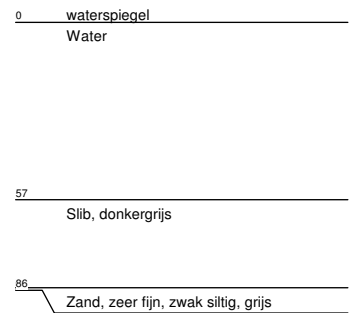 0 waterspiegel
Water
57
Slib, donkergrijs
86
Zand, zeer fijn, zwak siltig, grijs